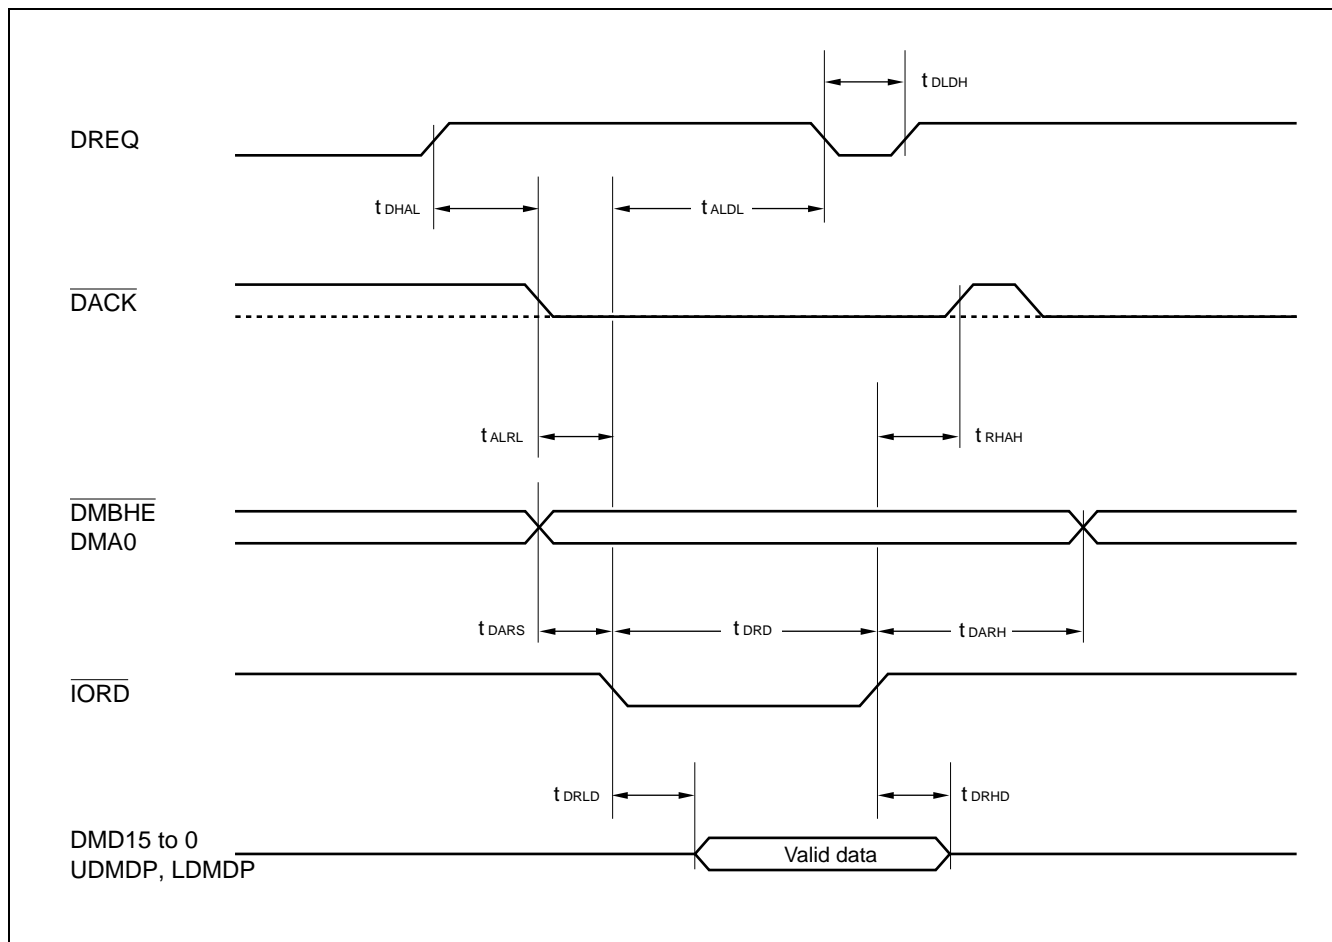 t DLDH
DREQ
t DHAL
t ALDL
DACK
t ALRL
t RHAH
DMBHE
DMA0
t DARS
t DRD
t DARH
IORD
t DRLD
t DRHD
DMD15 to 0
UDMDP, LDMDP
Valid data